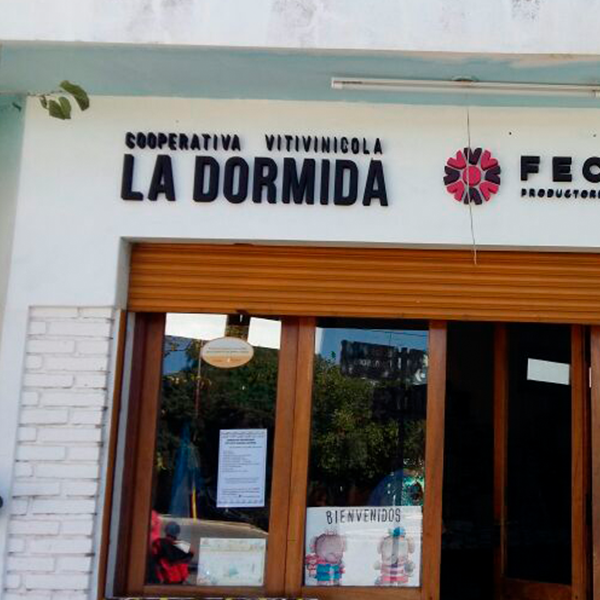 COOPERATIVA VITIVINICOLA
LA DORMIDA
FEC
PRODUCTORE
BIENVENIDOS